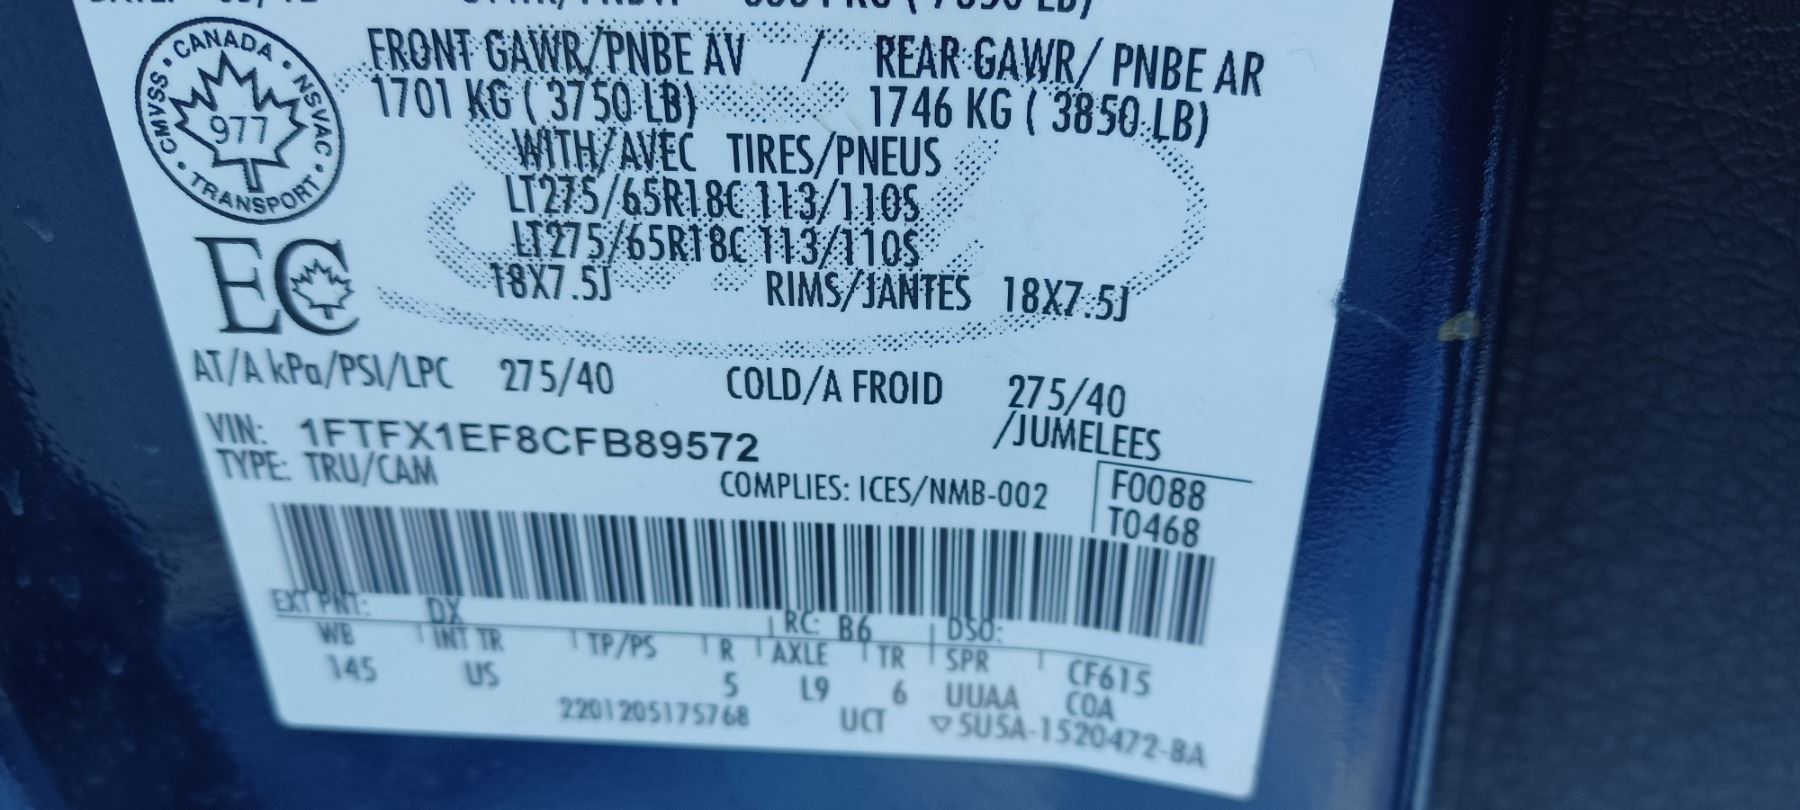 CANADA
CMVSS • NSVAC
977
TRANSPORT
FRONT GAWR/PNBE AV / REAR GAWR/ PNBE AR
1701 KG ( 3750 LB) 1746 KG ( 3850 LB)
WITH/AVEC TIRES/PNEUS
LT275/65R18C 113/110S
LT275/65R18C 113/110S
18X7.5J RIMS/JANTES 18X7.5J
EC
AT/A kPa/PSI/LPC 275/40 COLD/A FROID 275/40
VIN: 1FTFX1EF8CFB89572 /JUMELEES
TYPE: TRU/CAM
COMPLIES: ICES/NMB-002 F0088
T0468
EXT PNT: DX RC: B6 DSO:
WB INT TR TP/PS R AXLE TR SPR CF615
145 US 5 L9 6 UUAA COA
2201205175768 UCT ▽5U5A-1520472-BA